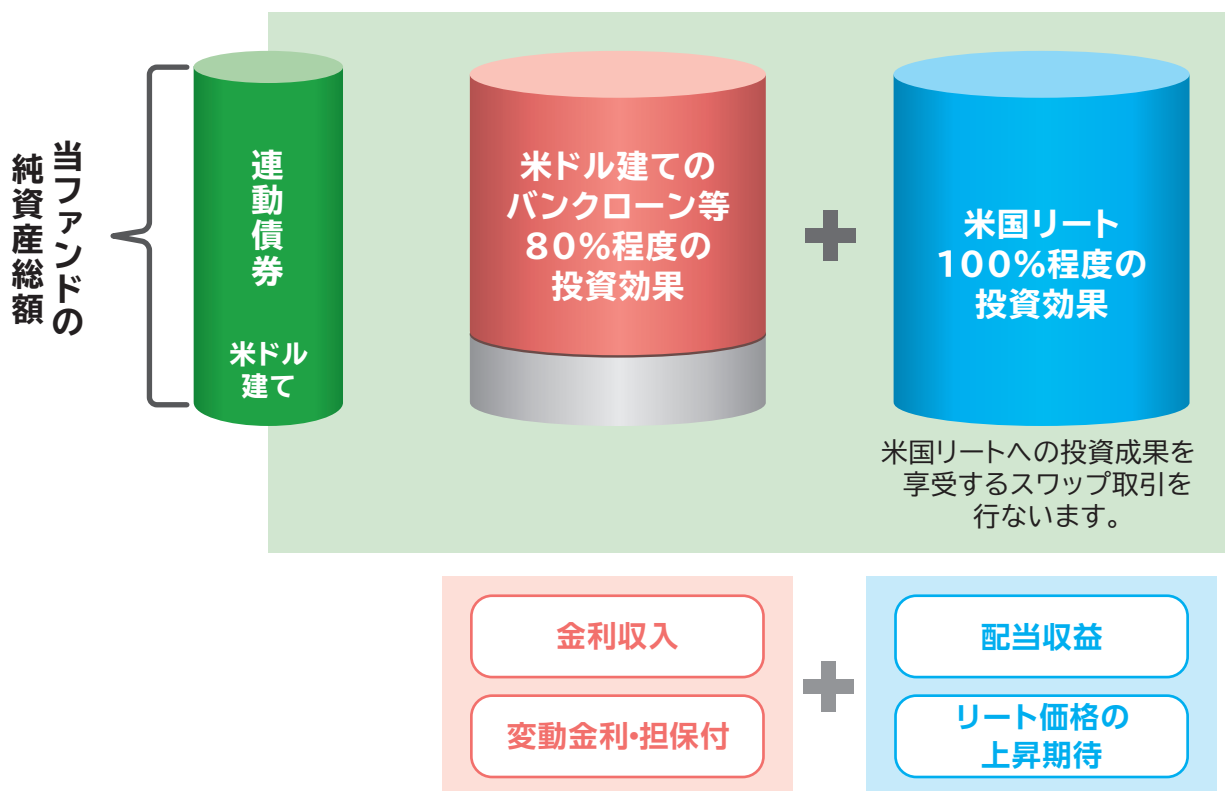 当ファンドの
純資産総額
連動債券
米ドル
建て
米ドル建ての
バンクローン等
80%程度の
投資効果
米国リート
100%程度の
投資効果
米国リートへの投資成果を
享受するスワップ取引を
行ないます。
金利収入
変動金利・担保付
配当収益
リート価格の
上昇期待